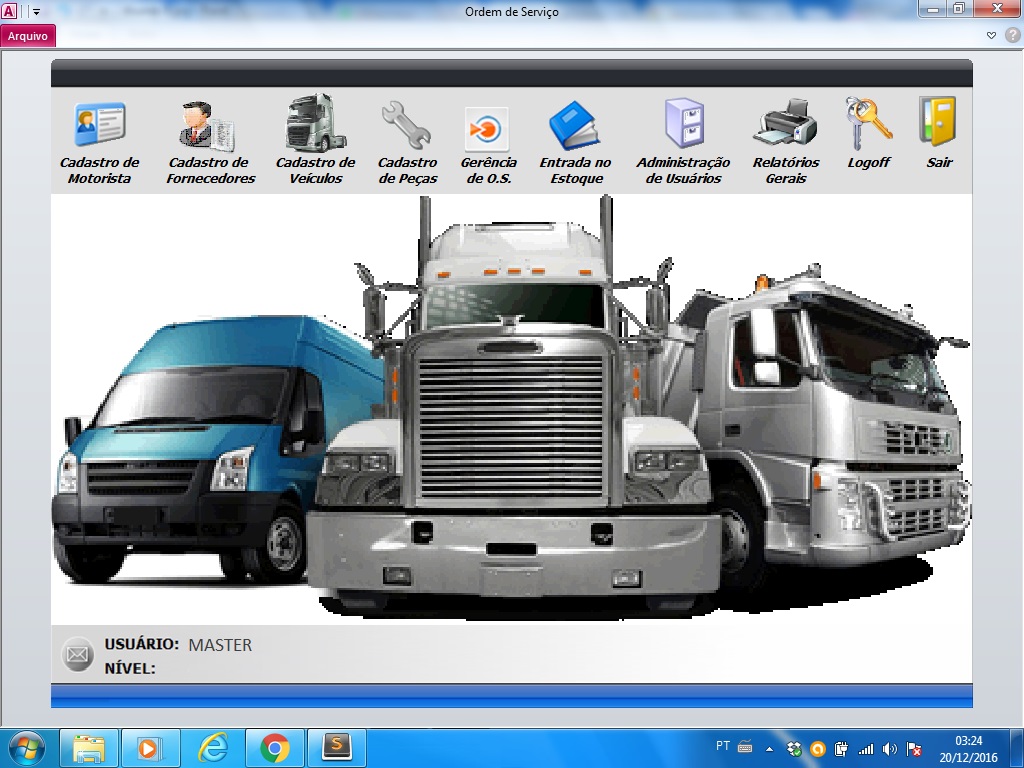 Ordem de Serviço
Arquivo
Cadastro de
Motorista
Cadastro de
Fornecedores
Cadastro de
Veículos
Cadastro
de Peças
Gerência
de O.S.
Entrada no
Estoque
Administração
de Usuários
Relatórios
Gerais
Logoff
Sair
USUÁRIO: MASTER
NÍVEL:
PT
03:24
20/12/2016